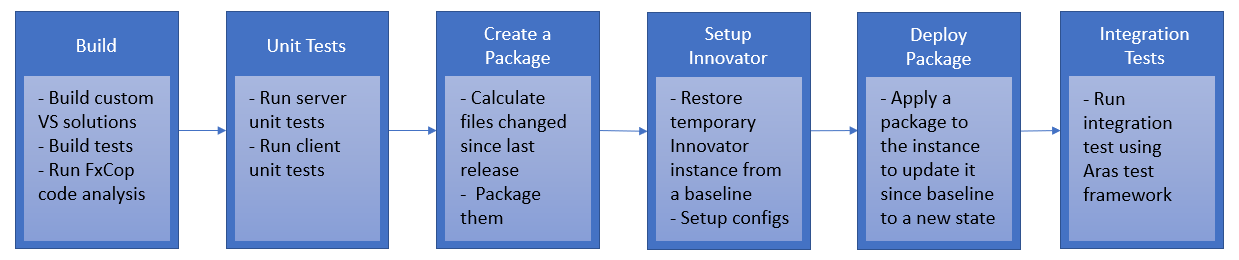 Build
- Build custom
VS solutions
- Build tests
- Run FxCop
code analysis
Unit Tests
- Run server
unit tests
- Run client
unit tests
Create a
Package
- Calculate
files changed
since last
release
- Package
them
Setup
Innovator
- Restore
temporary
Innovator
instance from
a baseline
- Setup configs
Deploy
Package
- Apply a
package to
the instance
to update it
since baseline
to a new state
Integration
Tests
- Run
integration
test using
Aras test
framework